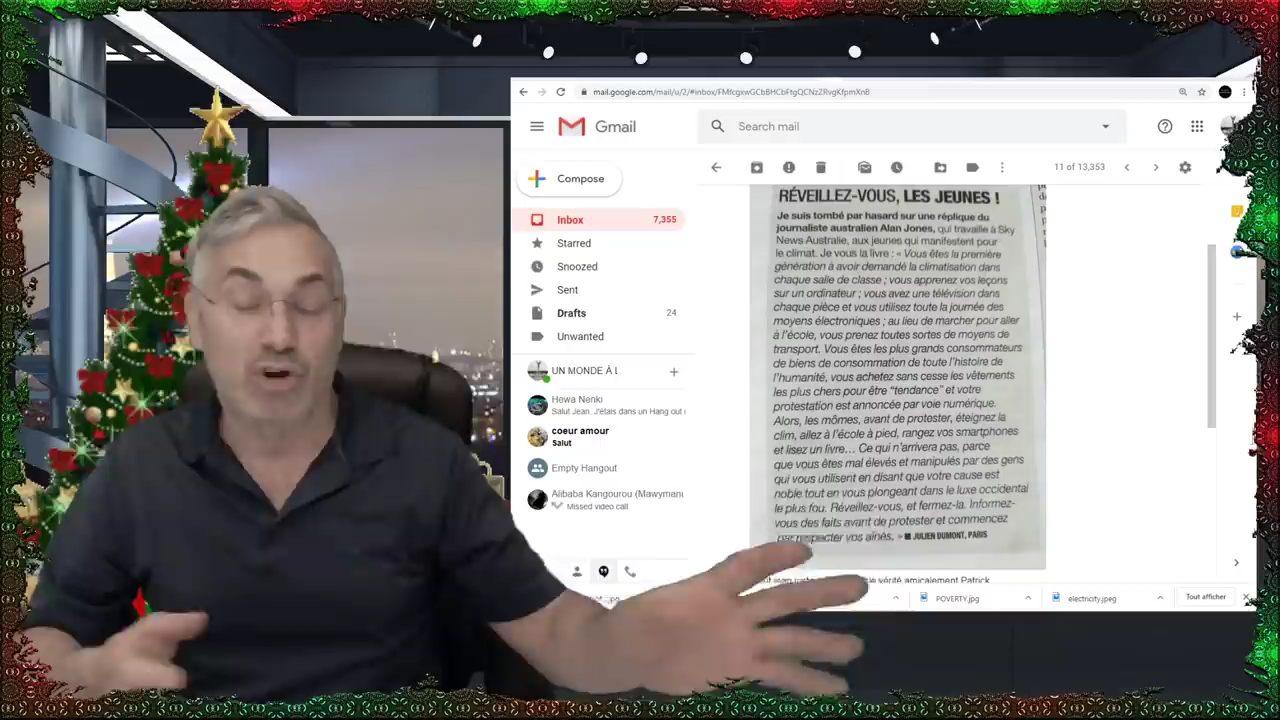 mail.google.com/mail/u/2/#inbox/FMfcgxwGCbBHCbFtgQCNzZRvgKfpmXnB
Gmail
Search mail
Compose
11 of 13,353
Inbox 7,355
Starred
Snoozed
Sent
Drafts 24
Unwanted
UN MONDE À L
Hewa Nenki
Salut Jean. J'étais dans un Hang out
coeur amour
Salut
Empty Hangout
Alibaba Kangourou (Mawymanu
Missed video call
RÉVEILLEZ-VOUS, LES JEUNES !
Je suis tombé par hasard sur une réplique du
journaliste australien Alan Jones, qui travaille à Sky
News Australie, aux jeunes qui manifestent pour
le climat. Je vous la livre : « Vous êtes la première
génération à avoir demandé la climatisation dans
chaque salle de classe ; vous apprenez vos leçons
sur un ordinateur ; vous avez une télévision dans
chaque pièce et vous utilisez toute la journée des
moyens électroniques ; au lieu de marcher pour aller
à l'école, vous prenez toutes sortes de moyens de
transport. Vous êtes les plus grands consommateurs
de biens de consommation de toute l'histoire de
l'humanité, vous achetez sans cesse les vêtements
les plus chers pour être "tendance" et votre
protestation est annoncée par voie numérique.
Alors, les mômes, avant de protester, éteignez la
clim, allez à l'école à pied, rangez vos smartphones
et lisez un livre... Ce qui n'arrivera pas, parce
que vous êtes mal élevés et manipulés par des gens
qui vous utilisent en disant que votre cause est
noble tout en vous plongeant dans le luxe occidental
le plus fou. Réveillez-vous, et fermez-la. Informez-
vous des faits avant de protester et commencez
par respecter vos aînés. » ■ JULIEN DUMONT, PARIS
vérité amicalement Patrick
POVERTY.jpg
electricity.jpeg
Tout afficher